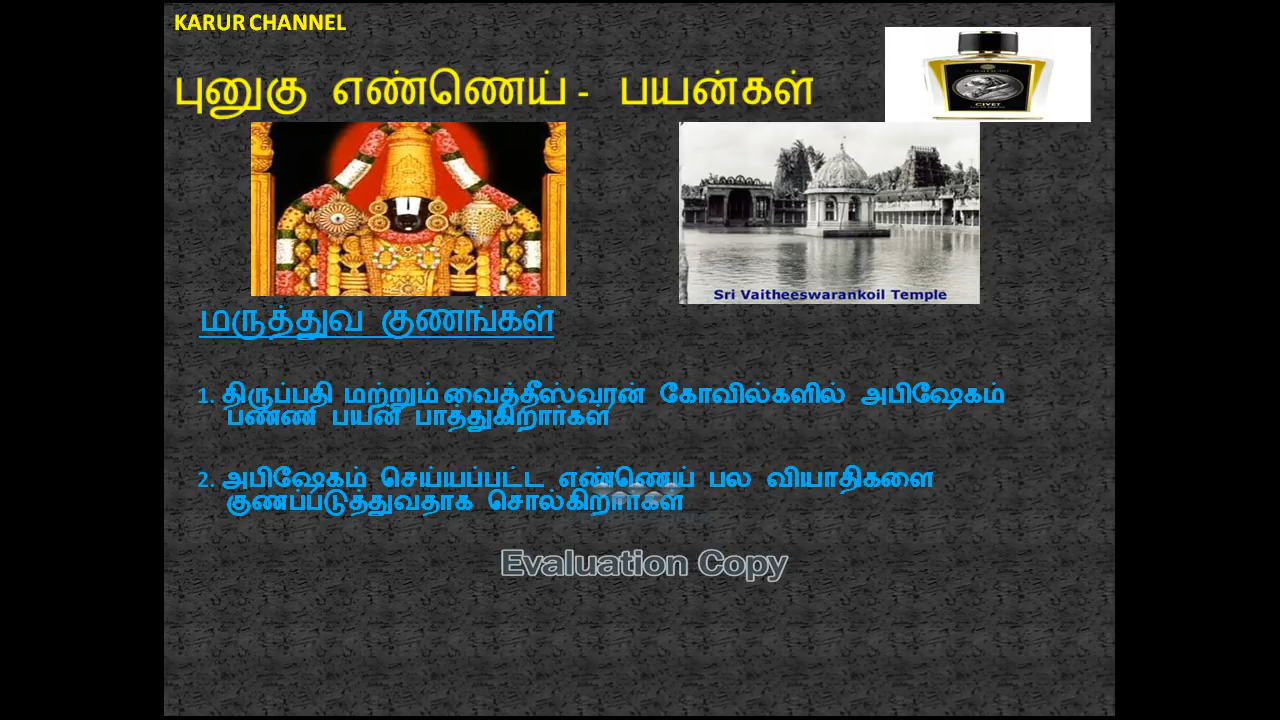 KARUR CHANNEL
புனுகு எண்ணெய் - பயன்கள்
CIVET
Sri Vaitheeswarankoil Temple
மருத்துவ குணங்கள்
1. திருப்பதி மற்றும் வைத்தீஸ்வரன் கோவில்களில் அபிஷேகம்
பண்ணி பயன் பாத்துகிறார்கள்
2. அபிஷேகம் செய்யப்பட்ட எண்ணெய் பல வியாதிகளை
குணப்படுத்துவதாக சொல்கிறார்கள்
Evaluation Copy